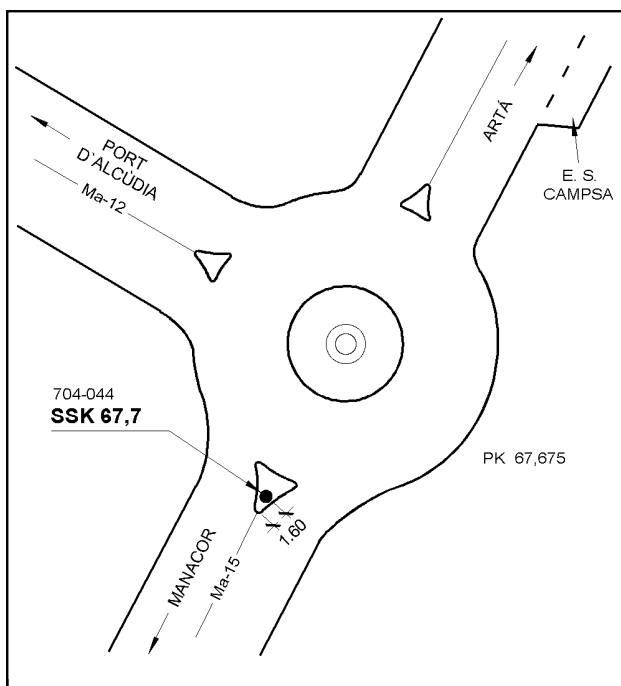 PORT
D`ALCÚDIA
Ma-12
ARTÁ
E. S.
CAMPSA
704-044
SSK 67,7
PK 67,675
1.60
MANACOR
Ma-15